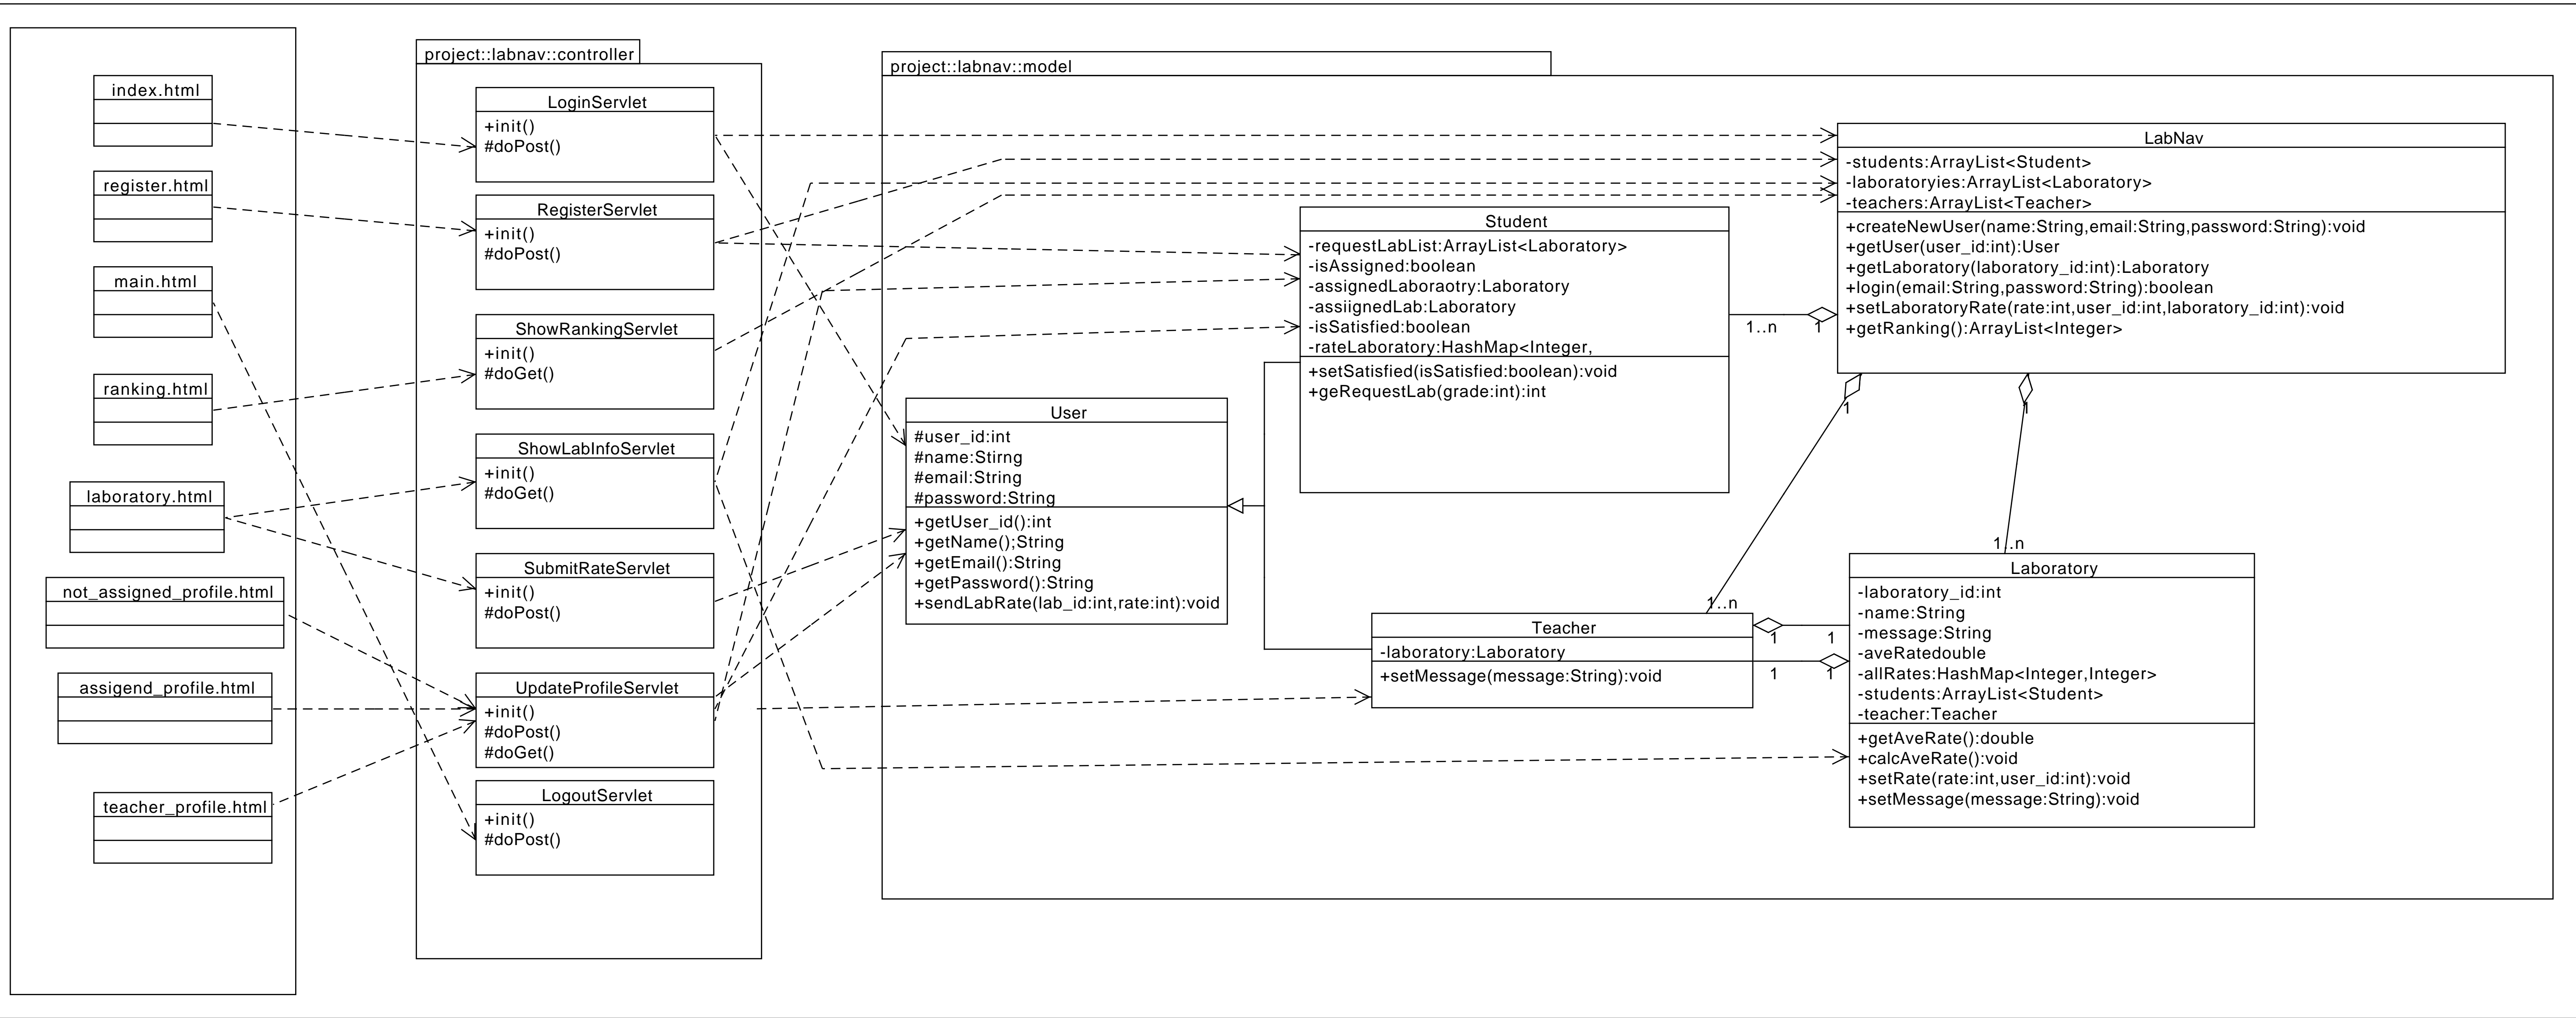 index.html
register.html
main.html
ranking.html
laboratory.html
not_assigned_profile.html
assigend_profile.html
teacher_profile.html
project::labnav::controller
LoginServlet
+init()
#doPost()
RegisterServlet
+init()
#doPost()
ShowRankingServlet
+init()
#doGet()
ShowLabInfoServlet
+init()
#doGet()
SubmitRateServlet
+init()
#doPost()
UpdateProfileServlet
+init()
#doPost()
#doGet()
LogoutServlet
+init()
#doPost()
project::labnav::model
User
#user_id:int
#name:Stirng
#email:String
#password:String
+getUser_id():int
+getName();String
+getEmail():String
+getPassword():String
+sendLabRate(lab_id:int,rate:int):void
Student
-requestLabList:ArrayList<Laboratory>
-isAssigned:boolean
-assignedLaboraotry:Laboratory
-assiignedLab:Laboratory
-isSatisfied:boolean
-rateLaboratory:HashMap<Integer,
+setSatisfied(isSatisfied:boolean):void
+geRequestLab(grade:int):int
1..n
1
LabNav
-students:ArrayList<Student>
-laboratoryies:ArrayList<Laboratory>
-teachers:ArrayList<Teacher>
+createNewUser(name:String,email:String,password:String):void
+getUser(user_id:int):User
+getLaboratory(laboratory_id:int):Laboratory
+login(email:String,password:String):boolean
+setLaboratoryRate(rate:int,user_id:int,laboratory_id:int):void
+getRanking():ArrayList<Integer>
1
1
1..n
1..n
Teacher
-laboratory:Laboratory
+setMessage(message:String):void
1
1
1
1
Laboratory
-laboratory_id:int
-name:String
-message:String
-aveRatedouble
-allRates:HashMap<Integer,Integer>
-students:ArrayList<Student>
-teacher:Teacher
+getAveRate():double
+calcAveRate():void
+setRate(rate:int,user_id:int):void
+setMessage(message:String):void